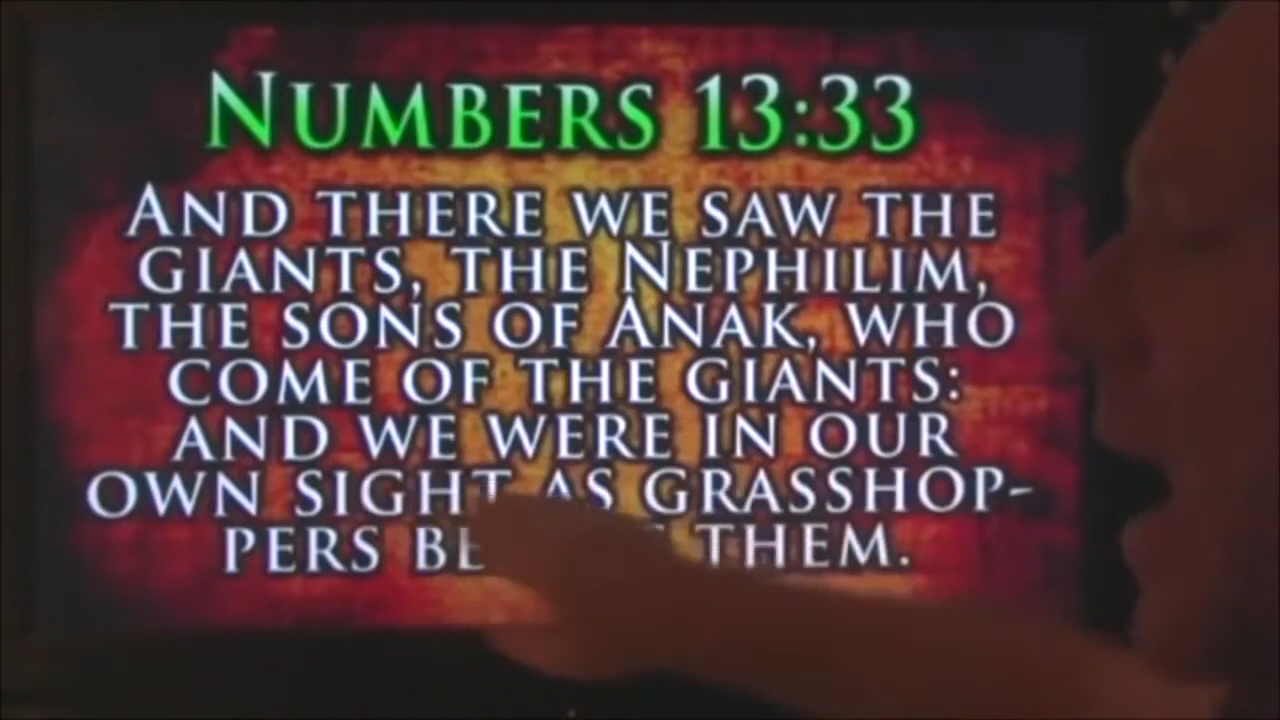 NUMBERS 13:33
AND THERE WE SAW THE
GIANTS, THE NEPHILIM,
THE SONS OF ANAK, WHO
COME OF THE GIANTS:
AND WE WERE IN OUR
OWN SIGHT AS GRASSHOP-
PERS THEM.